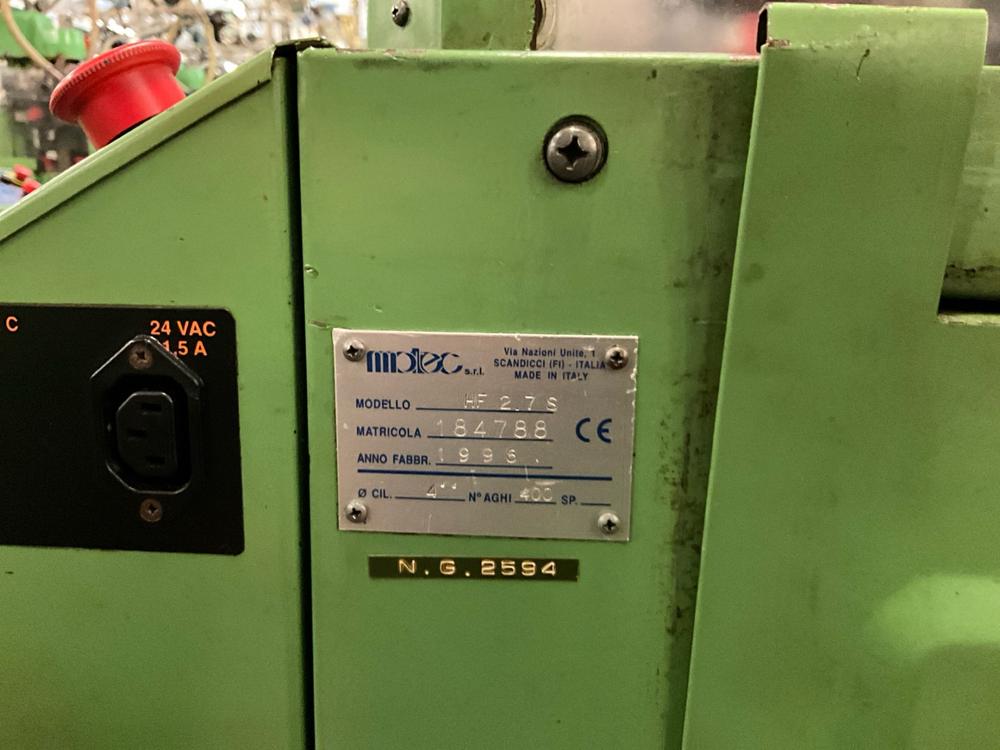 C
24 VAC
1.5 A
matec s.r.l.
Via Nazioni Unite, 1
SCANDICCI (FI) - ITALIA
MADE IN ITALY
MODELLO HF 2.7 S
MATRICOLA 184788
CE
ANNO FABBR. 1996.
Ø CIL. 4'' N° AGHI 400 SP.
N.G.2594